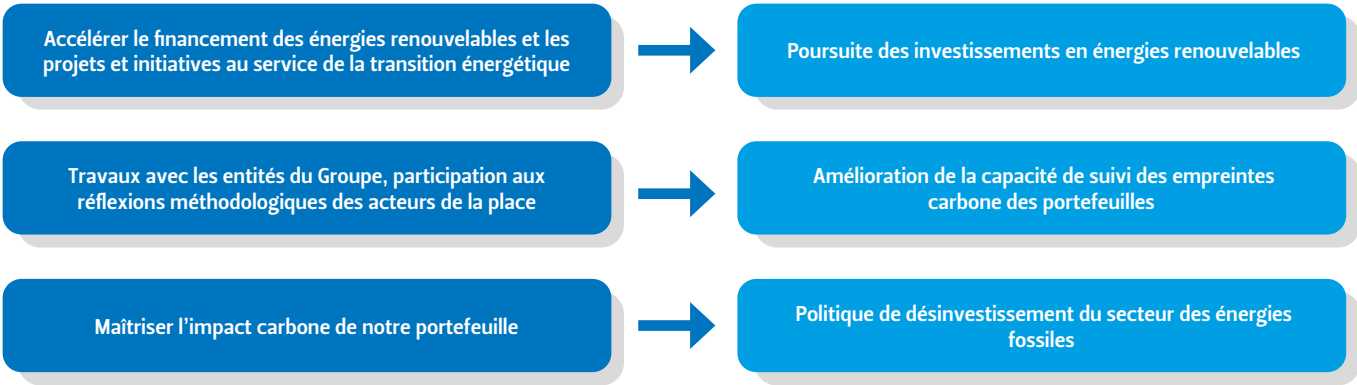 Accélérer le financement des énergies renouvelables et les
projets et initiatives au service de la transition énergétique
Poursuite des investissements en énergies renouvelables
Travaux avec les entités du Groupe, participation aux
réflexions méthodologiques des acteurs de la place
Amélioration de la capacité de suivi des empreintes
carbone des portefeuilles
Maîtriser l'impact carbone de notre portefeuille
Politique de désinvestissement du secteur des énergies
fossiles